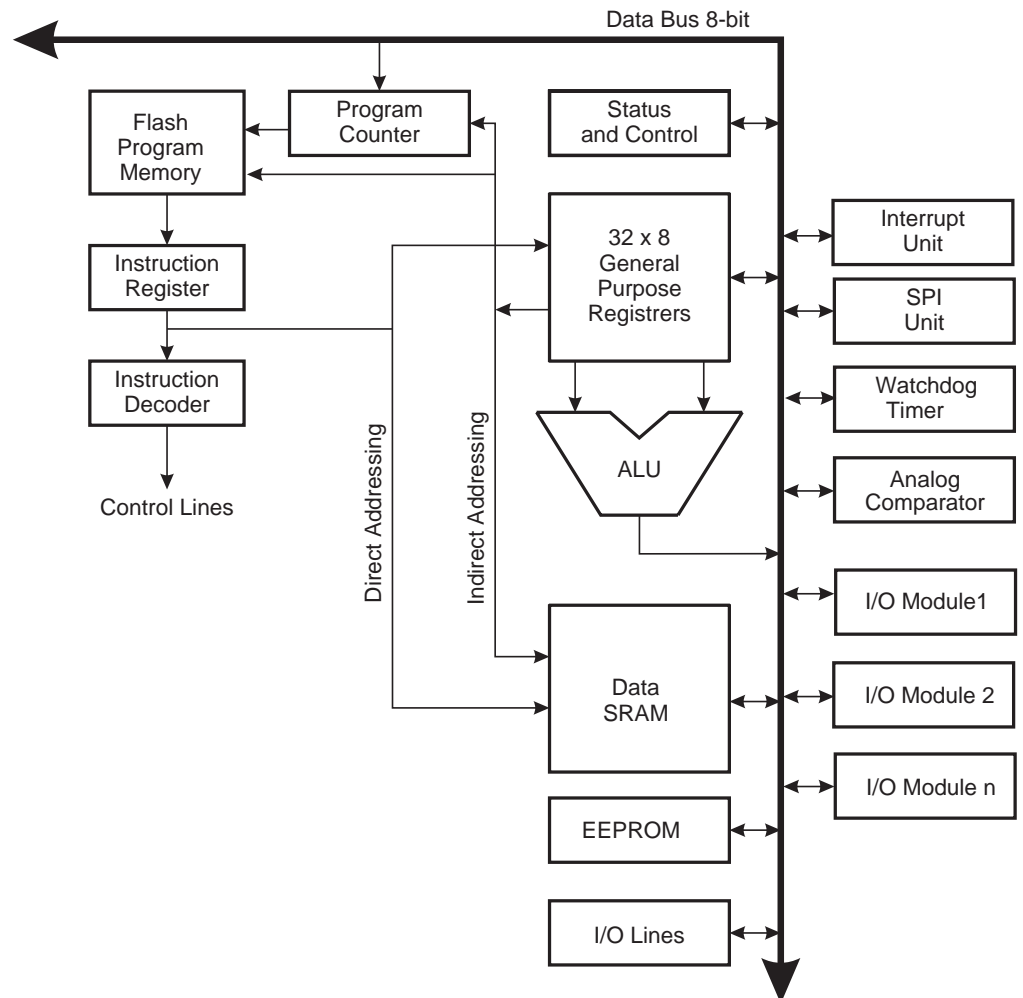 Data Bus 8-bit
Flash
Program
Memory
Program
Counter
Status
and Control
Interrupt
Unit
32 x 8
General
Purpose
Registrers
Instruction
Register
SPI
Unit
Instruction
Decoder
Watchdog
Timer
Direct Addressing
Indirect Addressing
ALU
Analog
Comparator
Control Lines
I/O Module1
Data
SRAM
I/O Module 2
I/O Module n
EEPROM
I/O Lines